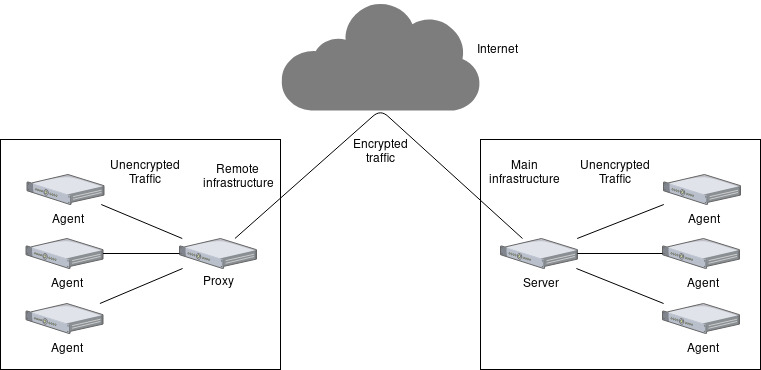 Internet
Encrypted
traffic
Unencrypted
Traffic
Remote
infrastructure
Agent
Agent
Agent
Proxy
Main
infrastructure
Unencrypted
Traffic
Server
Agent
Agent
Agent